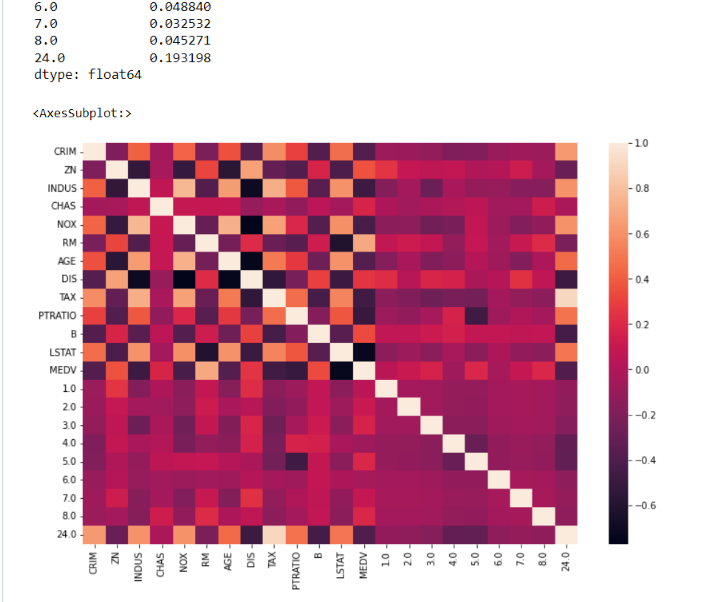 6.0 0.048840
7.0 0.032532
8.0 0.045271
24.0 0.193198
dtype: float64
<AxesSubplot:>
CRIM
ZN
INDUS
CHAS
NOX
RM
AGE
DIS
TAX
PTRATIO
B
LSTAT
MEDV
1.0
2.0
3.0
4.0
5.0
6.0
7.0
8.0
24.0
CRIM ZN INDUS CHAS NOX RM AGE DIS TAX PTRATIO B LSTAT MEDV 1.0 2.0 3.0 4.0 5.0 6.0 7.0 8.0 24.0
1.0
0.8
0.6
0.4
0.2
0.0
−0.2
−0.4
−0.6